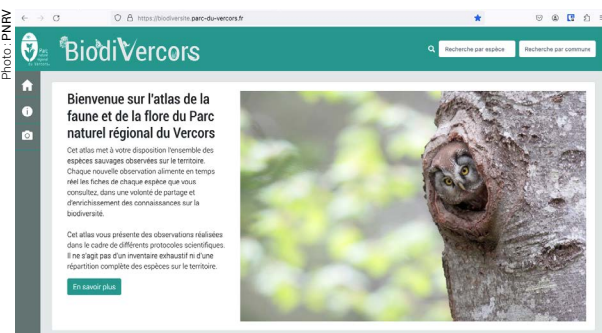 Photo : PNRV
https://biodiversite.parc-du-vercors.fr
Parc
BiodiVercors
Recherche par espèce
Recherche par commune
Bienvenue sur l'atlas de la
faune et de la flore du Parc
naturel régional du Vercors
Cet atlas met à votre disposition l'ensemble des
espèces sauvages observées sur le territoire.
Chaque nouvelle observation alimente en temps
réel les fiches de chaque espèce que vous
consultez, dans une volonté de partage et
d'enrichissement des connaissances sur la
biodiversité.
Cet atlas vous présente des observations réalisées
dans le cadre de différents protocoles scientifiques.
Il ne s'agit pas d'un inventaire exhaustif ni d'une
répartition complète des espèces sur le territoire.
En savoir plus